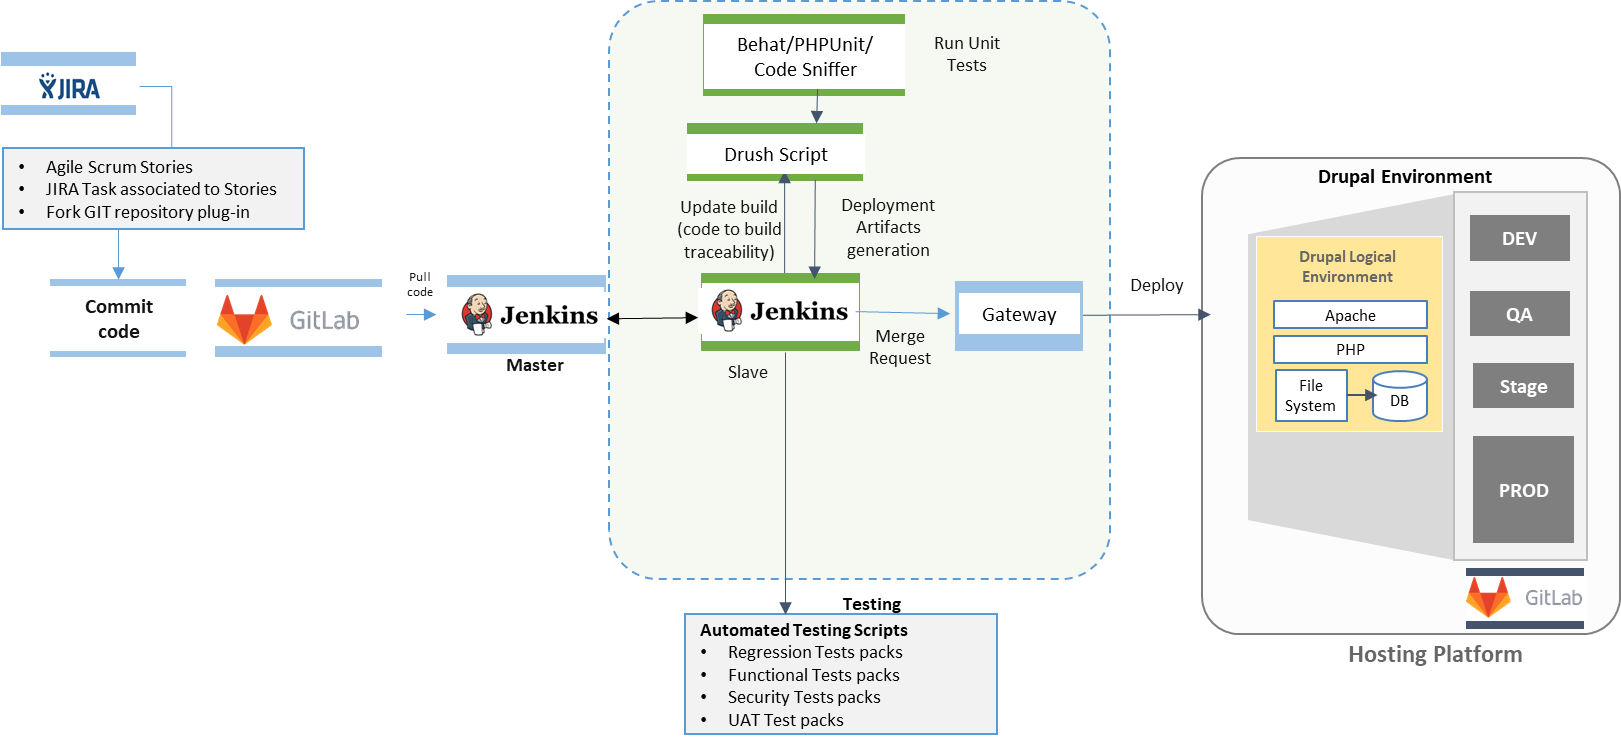 JIRA
• Agile Scrum Stories
• JIRA Task associated to Stories
• Fork GIT repository plug-in
Commit
code
GitLab
Pull
code
Jenkins
Master
Behat/PHPUnit/
Code Sniffer
Run Unit
Tests
Drush Script
Update build
(code to build
traceability)
Deployment
Artifacts
generation
Jenkins
Slave
Merge
Request
Gateway
Deploy
Testing
Automated Testing Scripts
• Regression Tests packs
• Functional Tests packs
• Security Tests packs
• UAT Test packs
Drupal Environment
Drupal Logical
Environment
Apache
PHP
File
System
DB
DEV
QA
Stage
PROD
GitLab
Hosting Platform